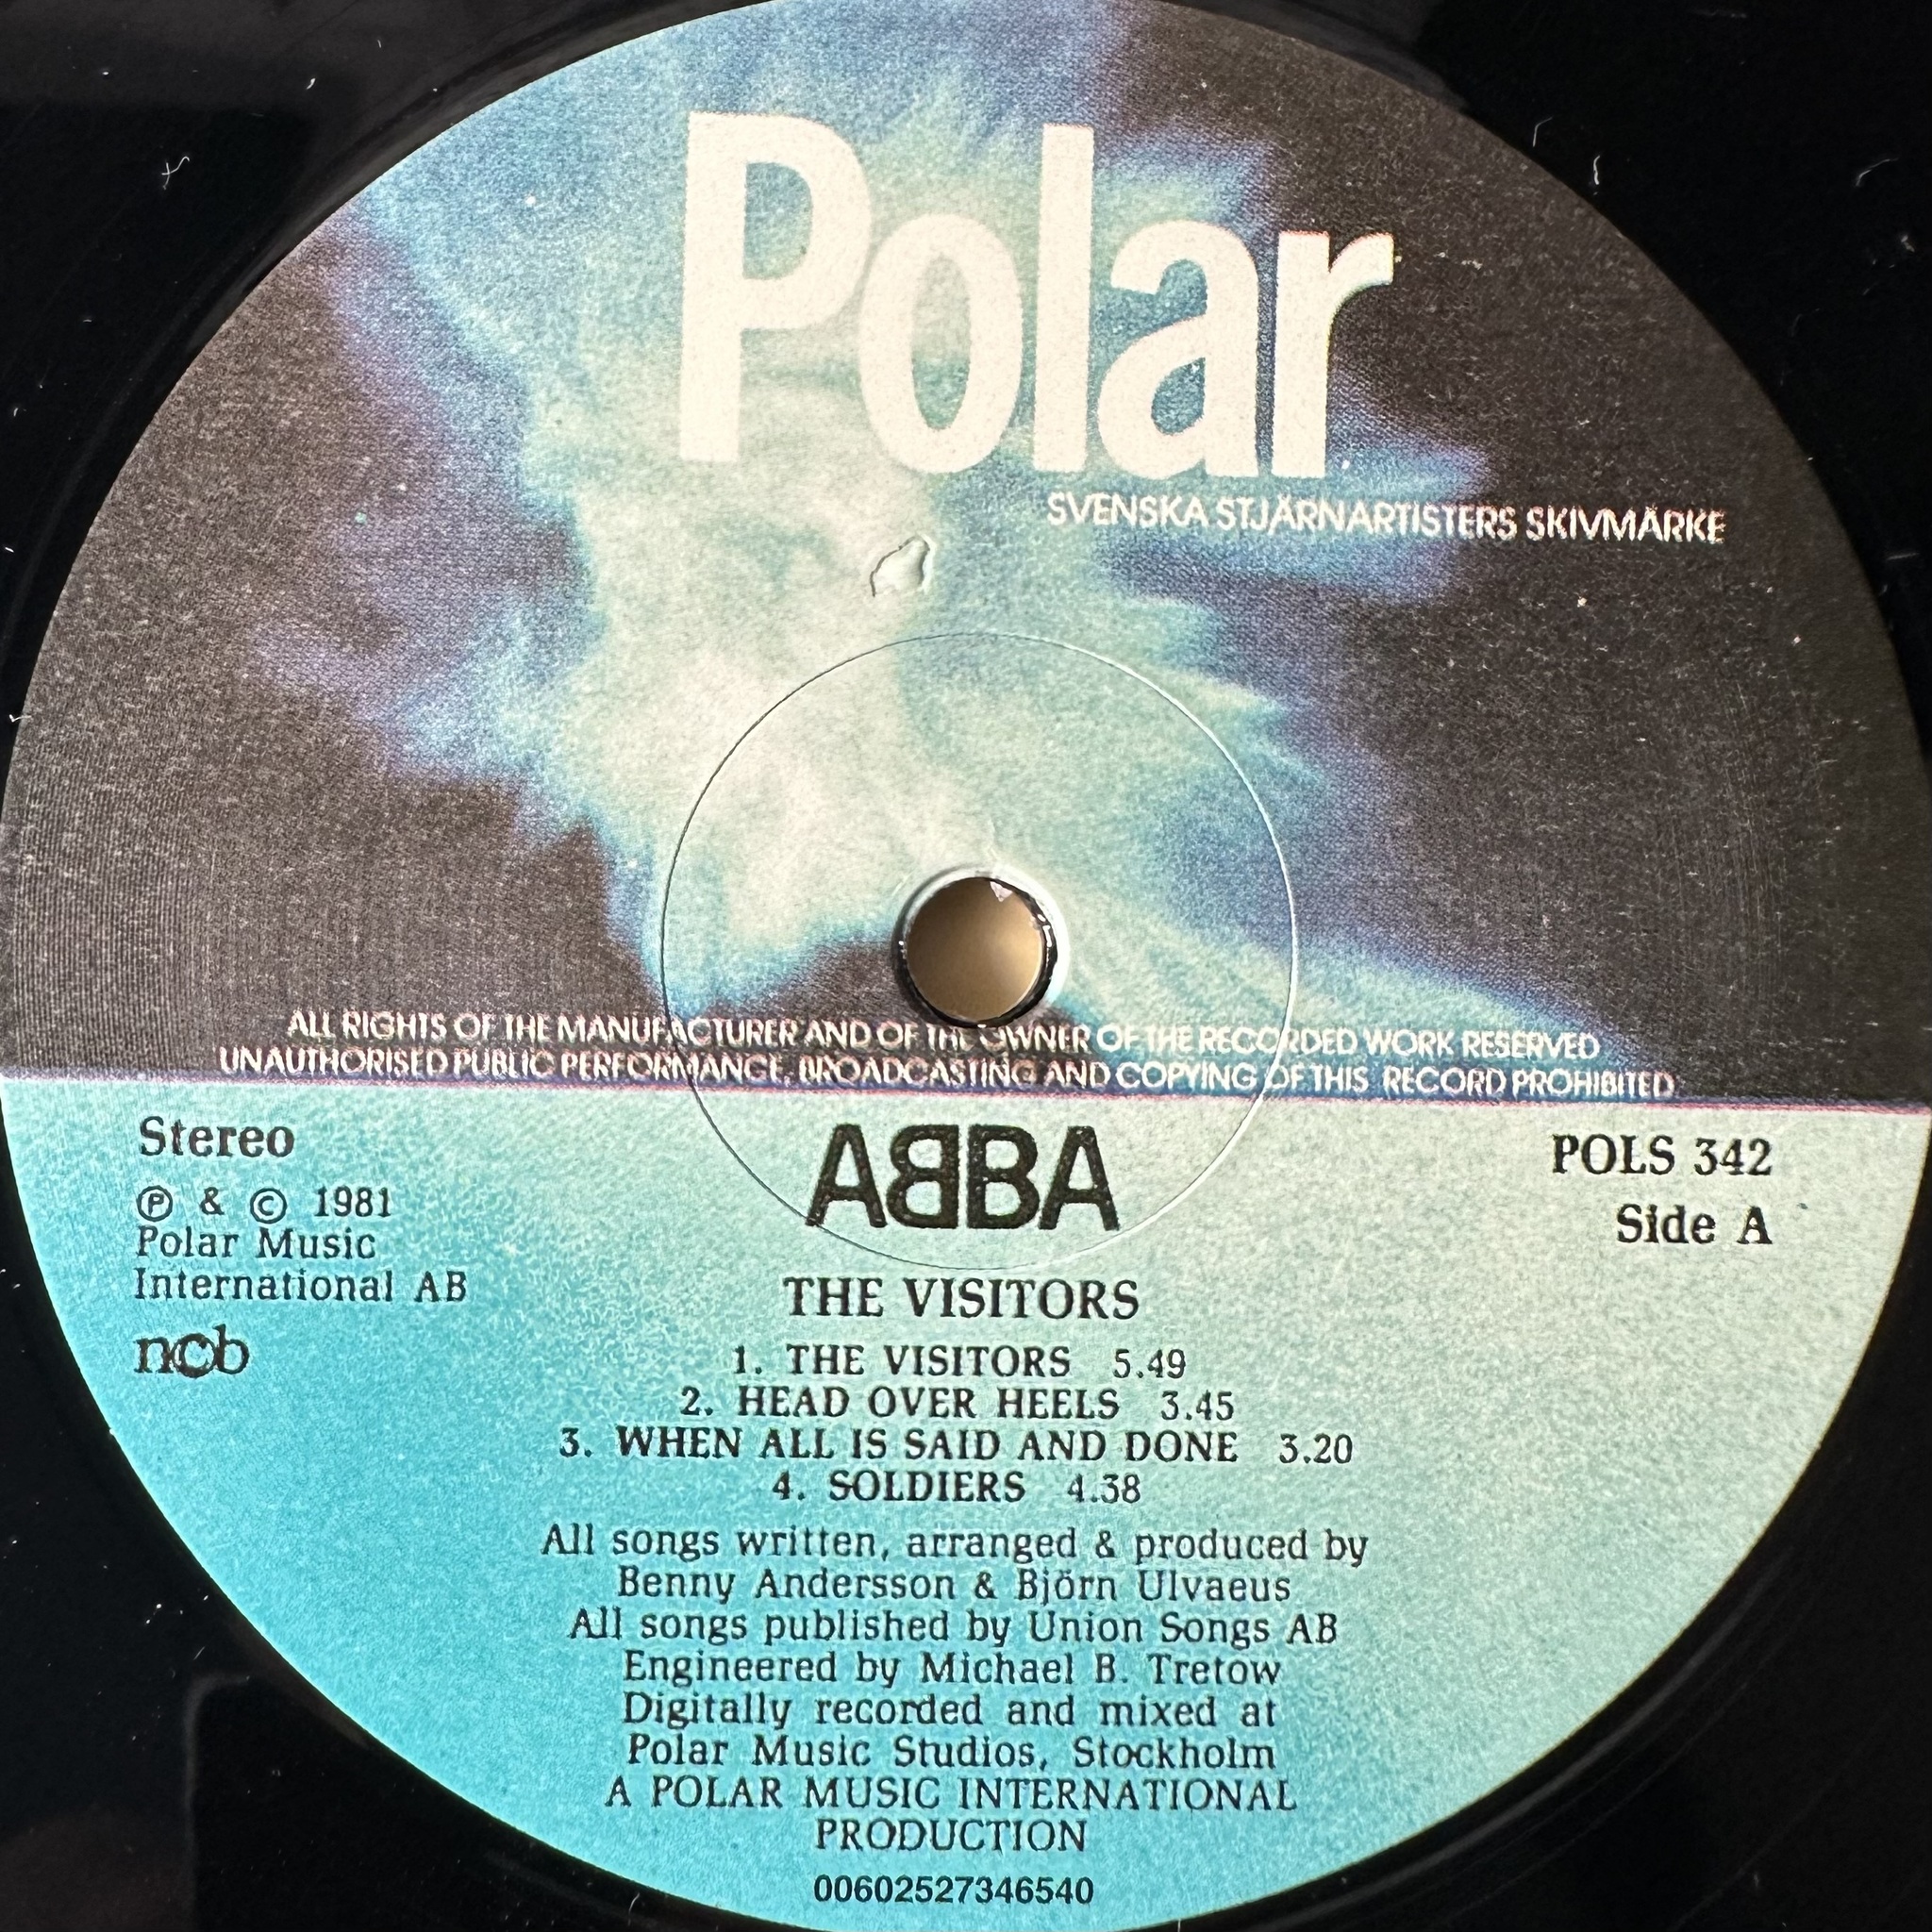 Polar
SVENSKA STJÄRNARTISTERS SKIVMÄRKE
ALL RIGHTS OF THE MANUFACTURER AND OF THE OWNER OF THE RECORDED WORK RESERVED
UNAUTHORISED PUBLIC PERFORMANCE, BROADCASTING AND COPYING OF THIS RECORD PROHIBITED
Stereo
℗ & © 1981
Polar Music
International AB
ncb
ABBA
POLS 342
Side A
THE VISITORS
1. THE VISITORS 5.49
2. HEAD OVER HEELS 3.45
3. WHEN ALL IS SAID AND DONE 3.20
4. SOLDIERS 4.38
All songs written, arranged & produced by
Benny Andersson & Björn Ulvaeus
All songs published by Union Songs AB
Engineered by Michael B. Tretow
Digitally recorded and mixed at
Polar Music Studios, Stockholm
A POLAR MUSIC INTERNATIONAL
PRODUCTION
00602527346540